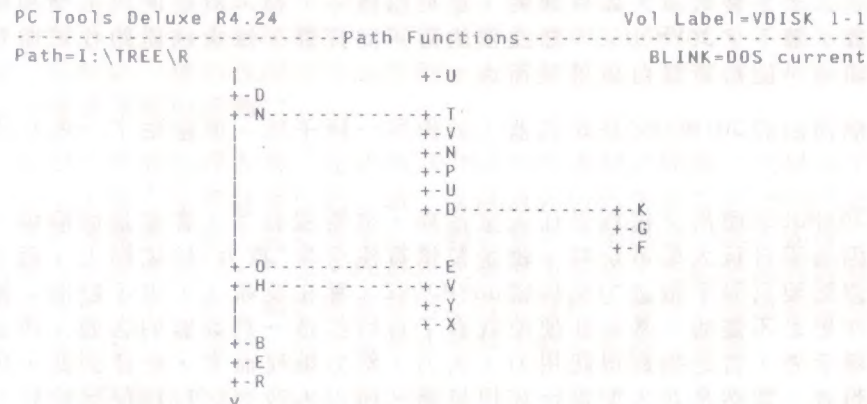 PC Tools Deluxe R4.24 Vol Label=VDISK 1-1
----------------Path Functions----------------
Path=I:\TREE\R BLINK=DOS current
| +-U
+-D
+-N----------------+-T
| +-V
| +-N
| +-P
| +-U
| +-D----------------+-K
| +-G
| +-F
+-O----------------+-E
+-H----------------+-V
| +-Y
| +-X
+-B
+-E
+-R
V